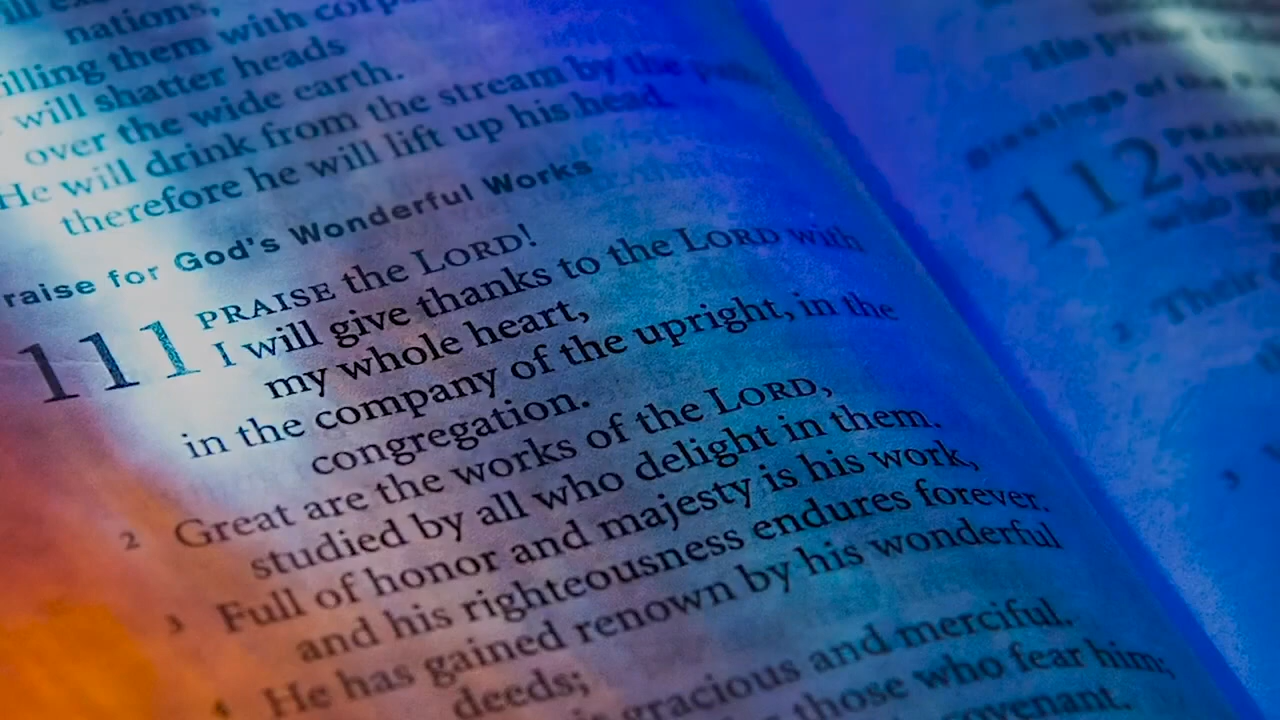 nations,
illing them with
will shatter heads
over the wide earth.
He will drink from the stream by the
therefore he will lift up his head.
raise for God's Wonderful Works
111 PRAISE the LORD!
I will give thanks to the LORD with
my whole heart,
in the company of the upright, in the
congregation.
2 Great are the works of the LORD,
studied by all who delight in them.
3 Full of honor and majesty is his work,
and his righteousness endures forever.
4 He has gained renown by his wonderful
deeds;
gracious and merciful.
those who fear him;
covenant.
112
Their